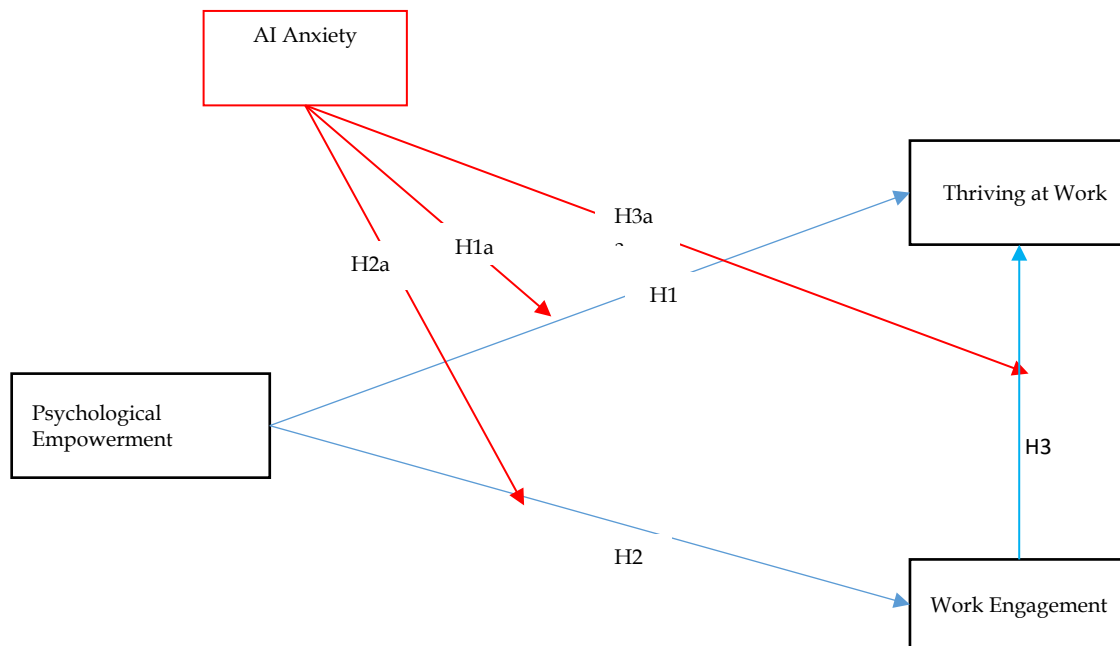 AI Anxiety
Thriving at Work
H3a
H1a
H2a
H1
Psychological
Empowerment
H3
H2
Work Engagement